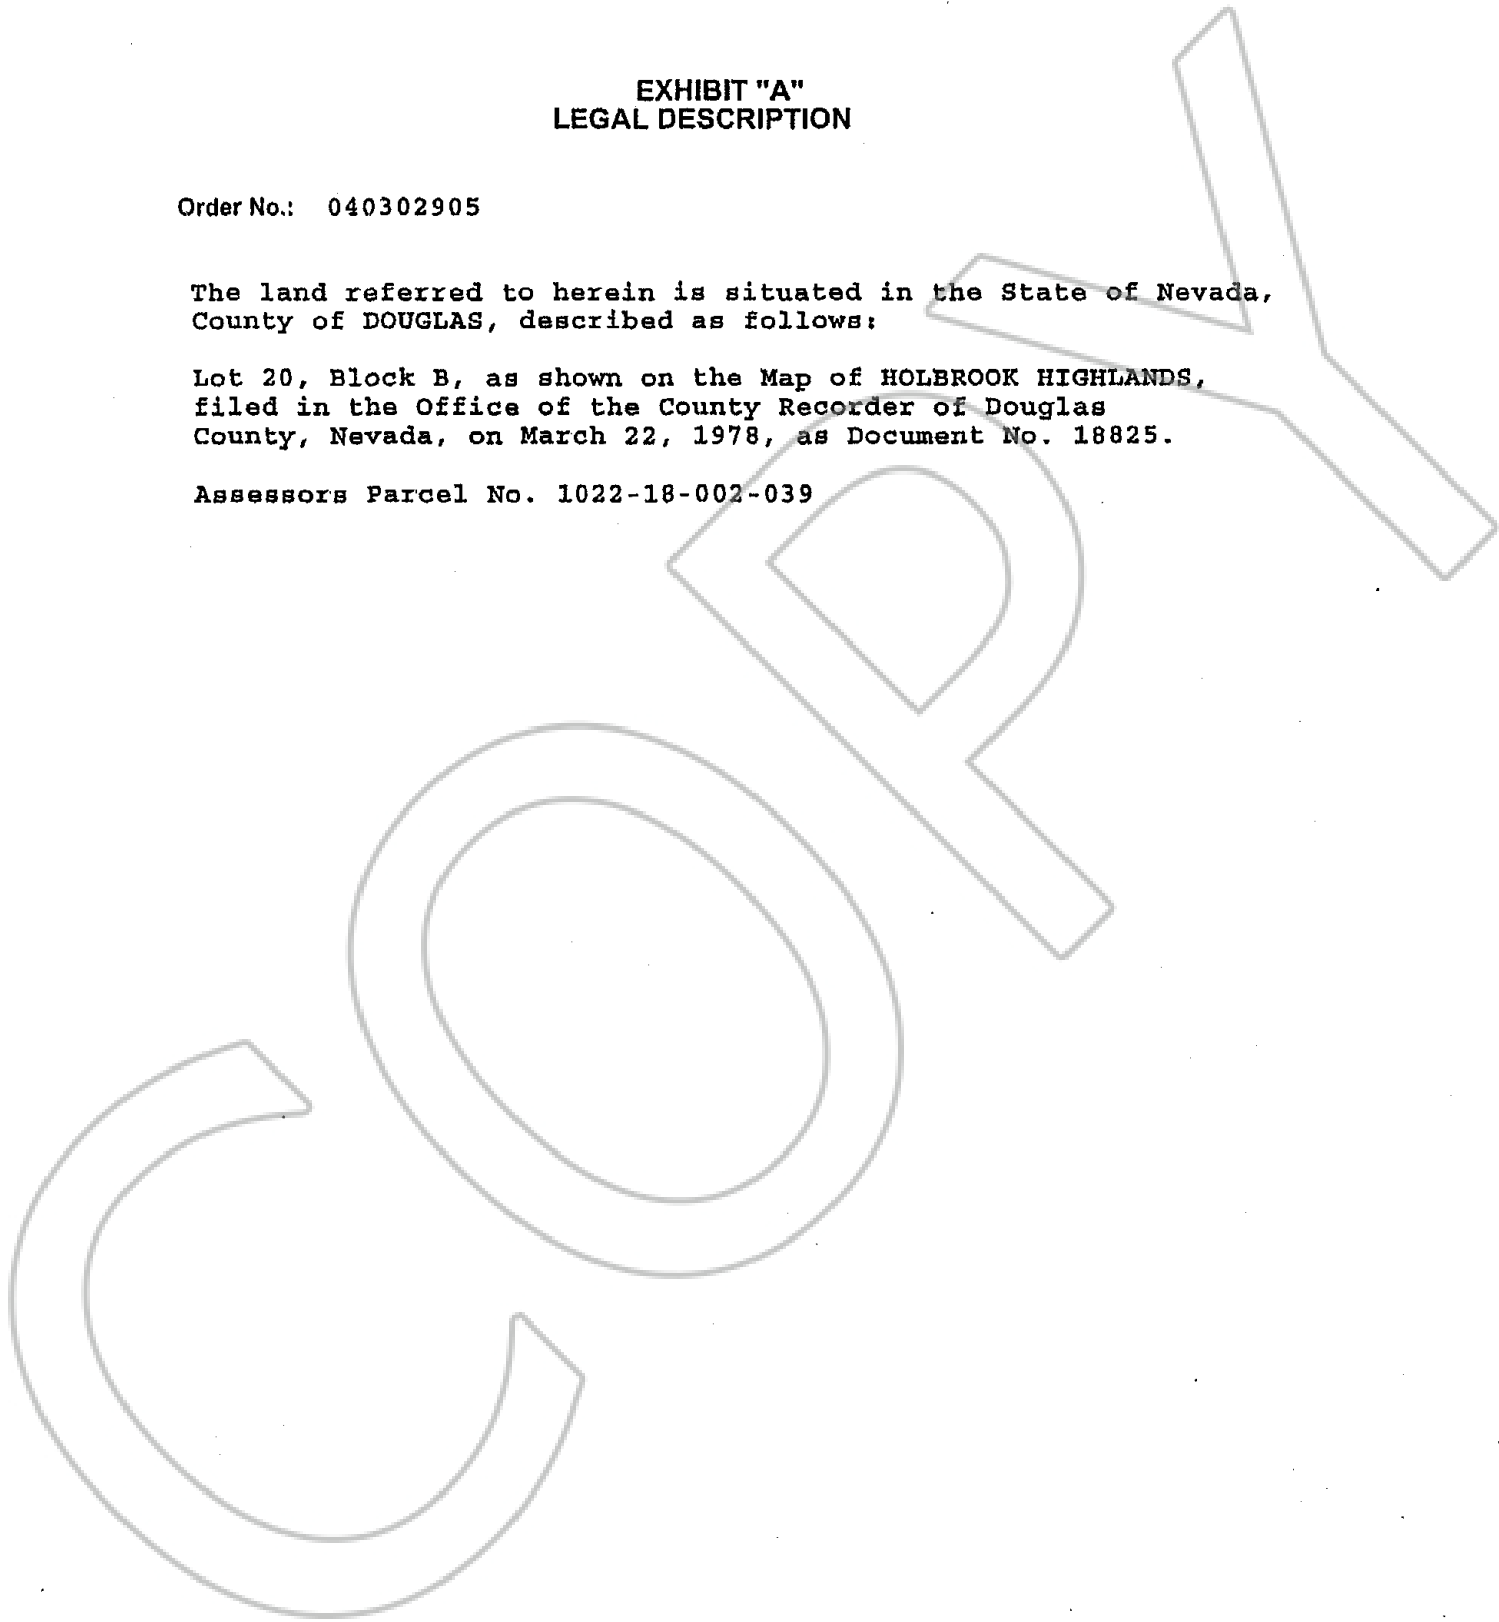 EXHIBIT "A"
LEGAL DESCRIPTION
Order No.: 040302905
The land referred to herein is situated in the State of Nevada,
County of DOUGLAS, described as follows:
Lot 20, Block B, as shown on the Map of HOLBROOK HIGHLANDS,
filed in the Office of the County Recorder of Douglas
County, Nevada, on March 22, 1978, as Document No. 18825.
Assessors Parcel No. 1022-18-002-039
COPY